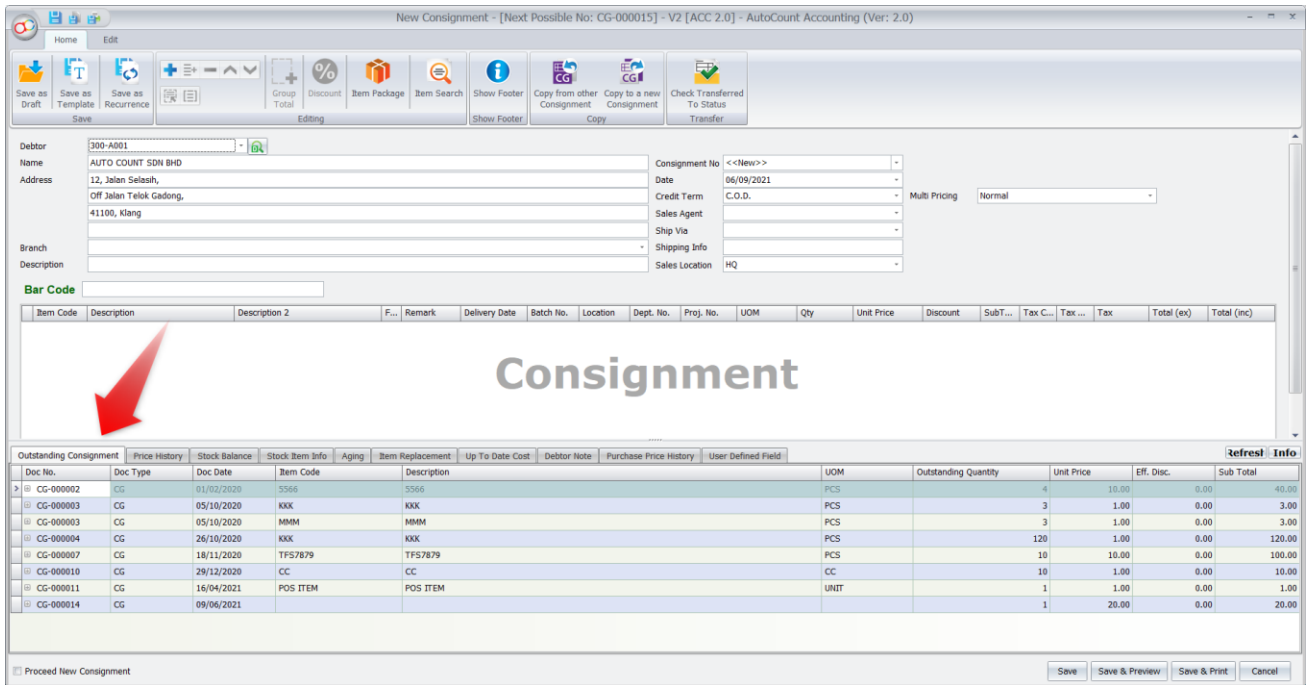 New Consignment - [Next Possible No: CG-000015] - V2 [ACC 2.0] - AutoCount Accounting (Ver: 2.0)
Home Edit
Save as Draft Save as Template Save as Recurrence Group Total Discount Item Package Item Search Show Footer Copy from other Consignment Copy to a new Consignment Check Transferred To Status
Save Editing Show Footer Copy Transfer
Debtor 300-A001
Name AUTO COUNT SDN BHD Consignment No <<New>>
Address 12, Jalan Selasih, Date 06/09/2021
Off Jalan Telok Gadong, Credit Term C.O.D. Multi Pricing Normal
41100, Klang Sales Agent
Ship Via
Branch Shipping Info
Description Sales Location HQ
Bar Code
Item Code Description Description 2 F... Remark Delivery Date Batch No. Location Dept. No. Proj. No. UOM Qty Unit Price Discount SubT... Tax C... Tax ... Tax Total (ex) Total (inc)
Consignment
Outstanding Consignment Price History Stock Balance Stock Item Info Aging Item Replacement Up To Date Cost Debtor Note Purchase Price History User Defined Field Refresh Info
Doc No. Doc Type Doc Date Item Code Description UOM Outstanding Quantity Unit Price Eff. Disc. Sub Total
CG-000002 CG 01/02/2020 5566 5566 PCS 4 10.00 0.00 40.00
CG-000003 CG 05/10/2020 KKK KKK PCS 3 1.00 0.00 3.00
CG-000003 CG 05/10/2020 MMM MMM PCS 3 1.00 0.00 3.00
CG-000004 CG 26/10/2020 KKK KKK PCS 120 1.00 0.00 120.00
CG-000007 CG 18/11/2020 TFS7879 TFS7879 PCS 10 10.00 0.00 100.00
CG-000010 CG 29/12/2020 CC CC CC 10 1.00 0.00 10.00
CG-000011 CG 16/04/2021 POS ITEM POS ITEM UNIT 1 1.00 0.00 1.00
CG-000014 CG 09/06/2021 1 20.00 0.00 20.00
Proceed New Consignment Save Save & Preview Save & Print Cancel